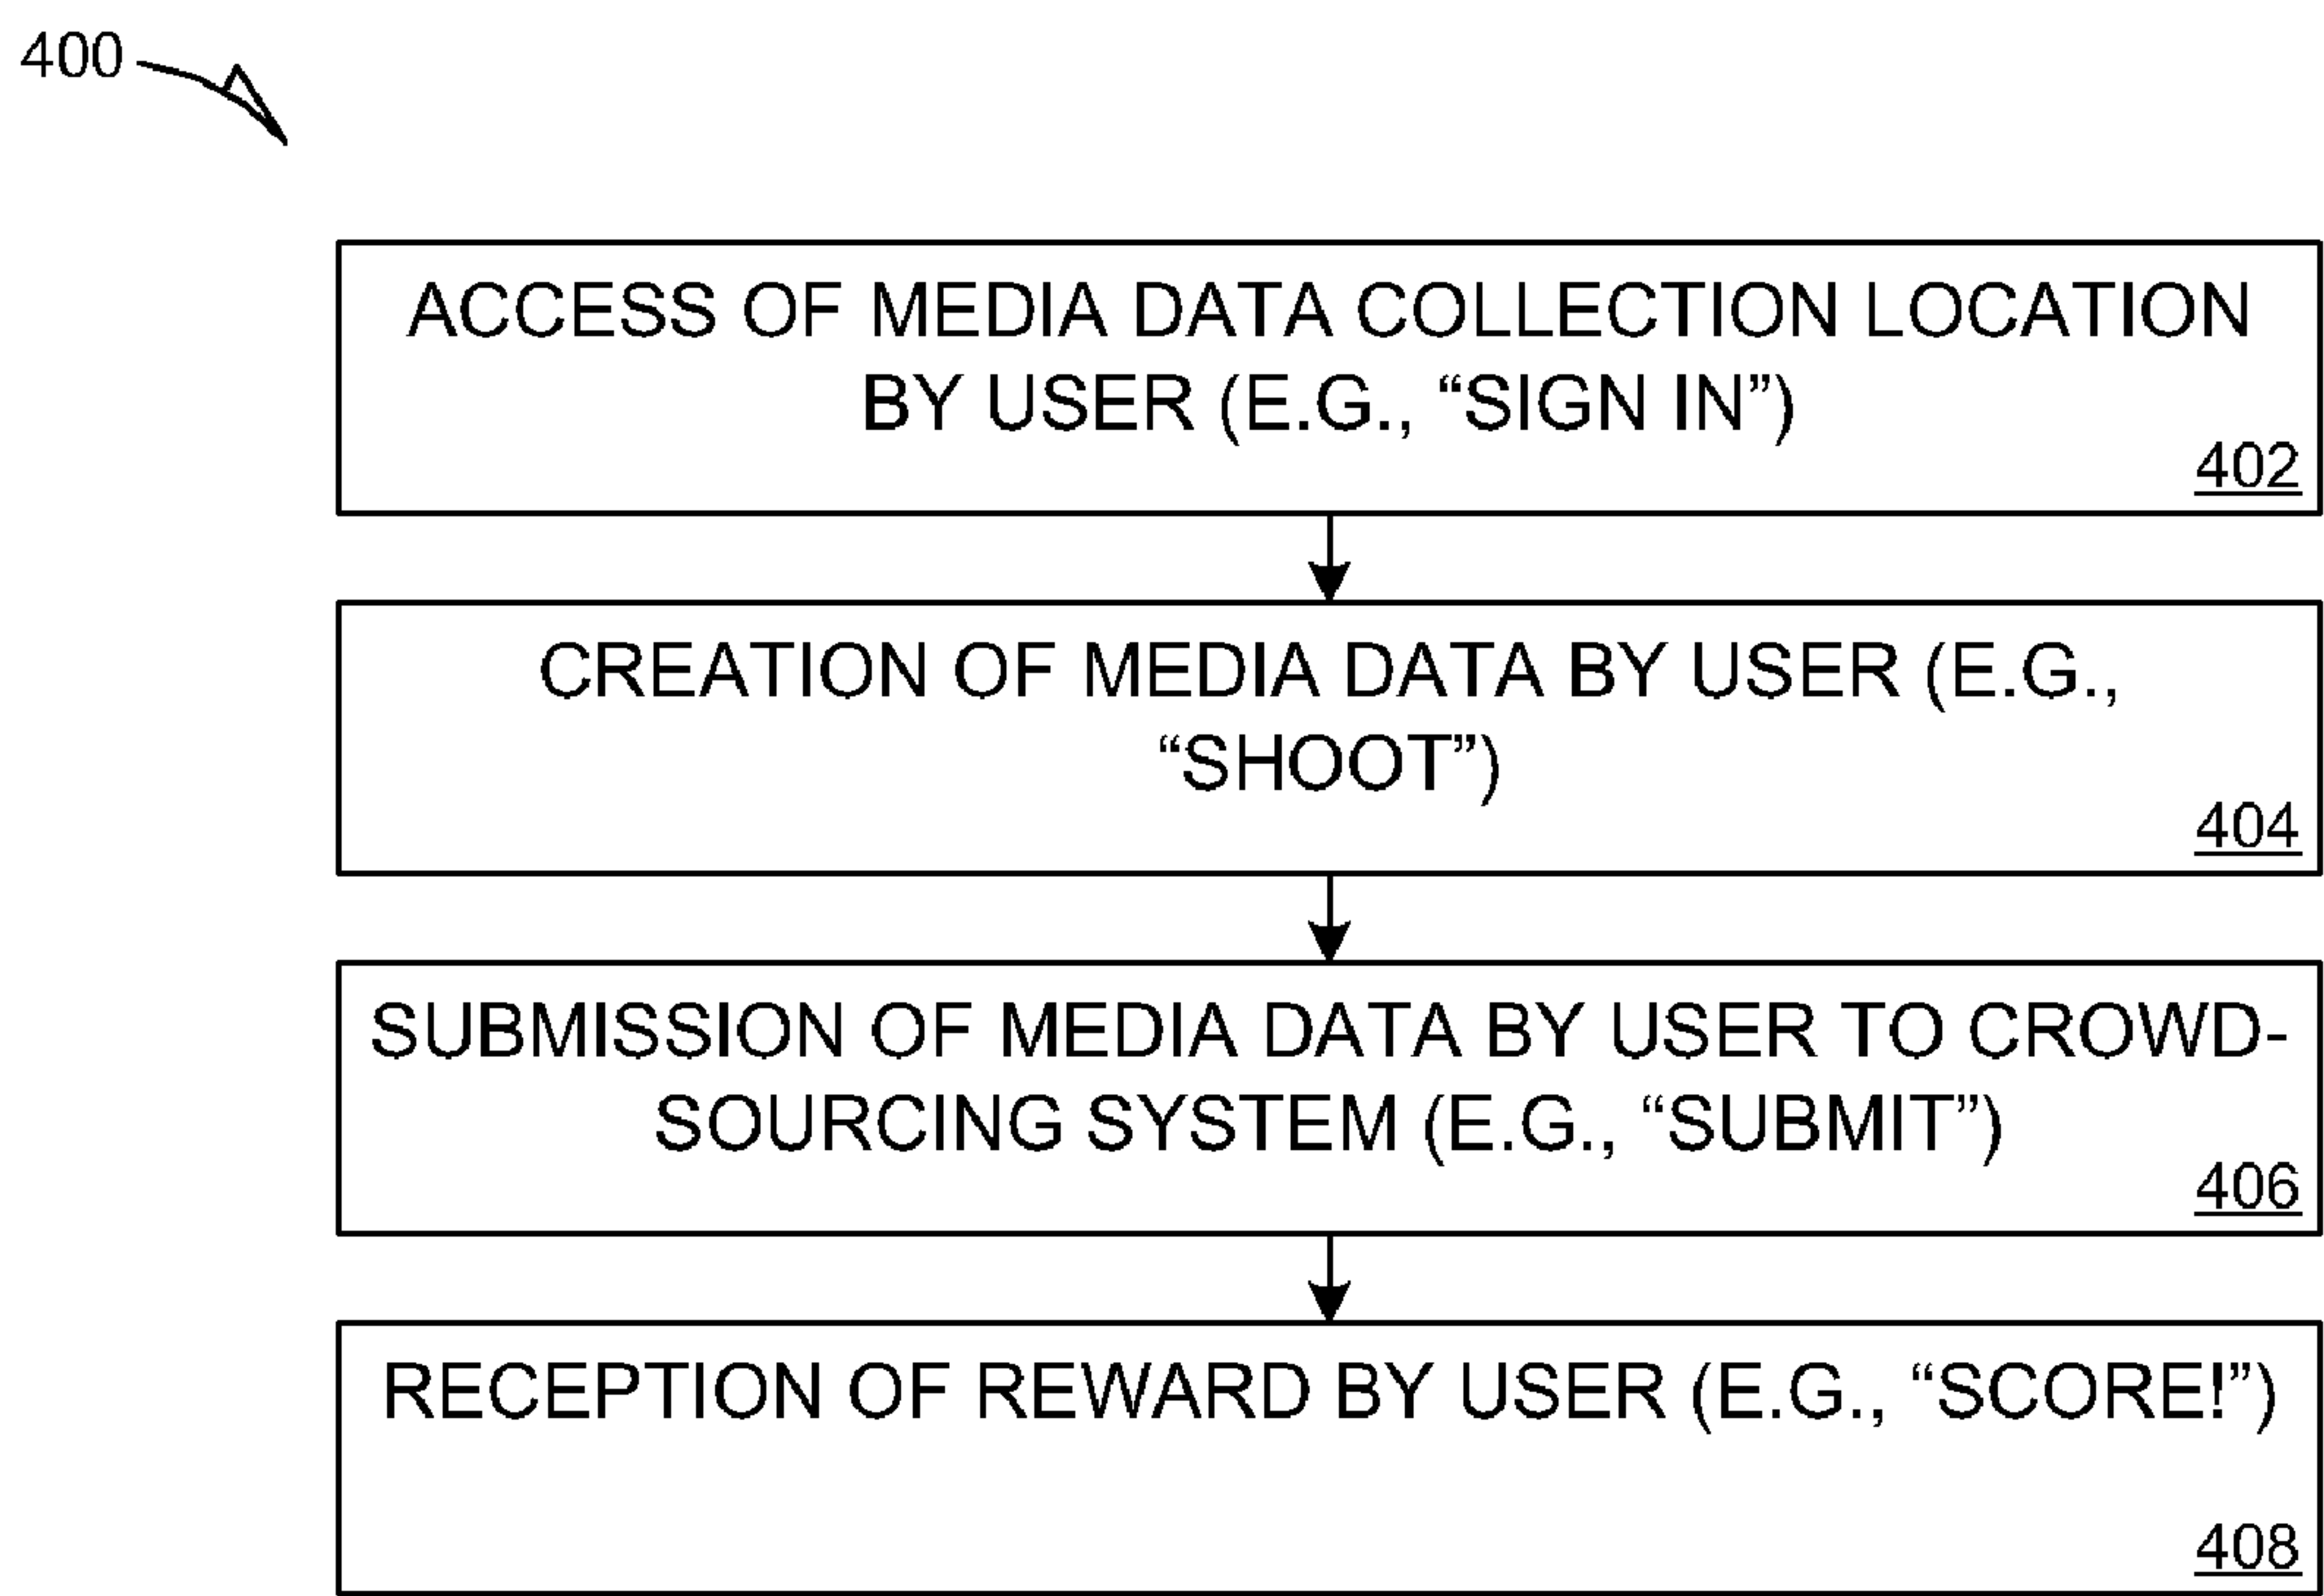 400
ACCESS OF MEDIA DATA COLLECTION LOCATION
BY USER (E.G., “SIGN IN”)
402
CREATION OF MEDIA DATA BY USER (E.G.,
“SHOOT”)
404
SUBMISSION OF MEDIA DATA BY USER TO CROWD-
SOURCING SYSTEM (E.G., “SUBMIT”)
406
RECEPTION OF REWARD BY USER (E.G., “SCORE!”)
408